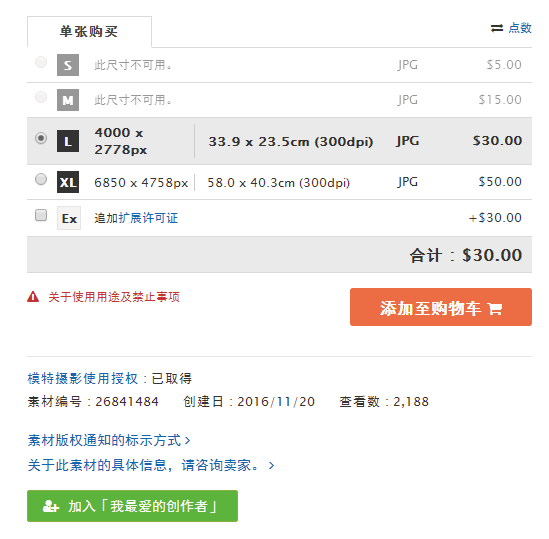 单张购买
点数
S 此尺寸不可用。 JPG $5.00
M 此尺寸不可用。 JPG $15.00
L 4000 x 2778px 33.9 x 23.5cm (300dpi) JPG $30.00
XL 6850 x 4758px 58.0 x 40.3cm (300dpi) JPG $50.00
Ex 追加扩展许可证 +$30.00
合计：$30.00
关于使用用途及禁止事项
添加至购物车
模特摄影使用授权：已取得
素材编号：26841484 创建日：2016/11/20 查看数：2,188
素材版权通知的标示方式 >
关于此素材的具体信息，请咨询卖家。 >
加入「我最爱的创作者」